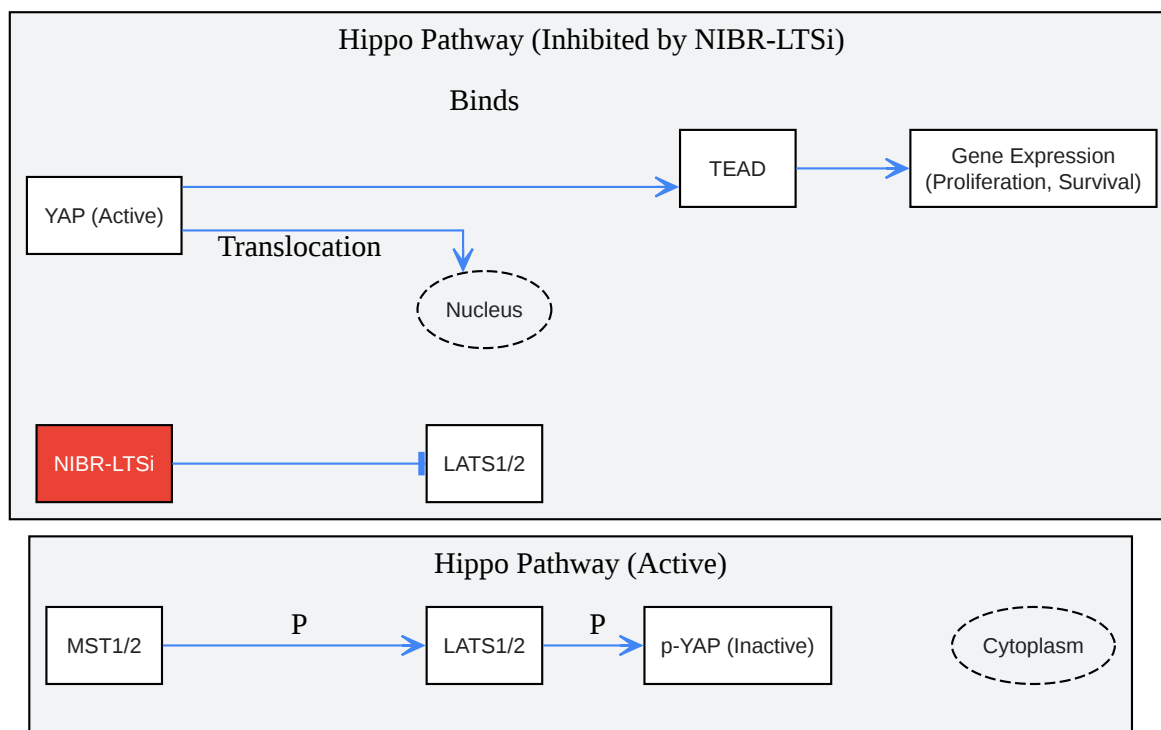 Hippo Pathway (Inhibited by NIBR-LTSi)
Binds
TEAD
Gene Expression
(Proliferation, Survival)
YAP (Active)
Translocation
Nucleus
NIBR-LTSi
LATS1/2
Hippo Pathway (Active)
MST1/2
P
LATS1/2
P
p-YAP (Inactive)
Cytoplasm